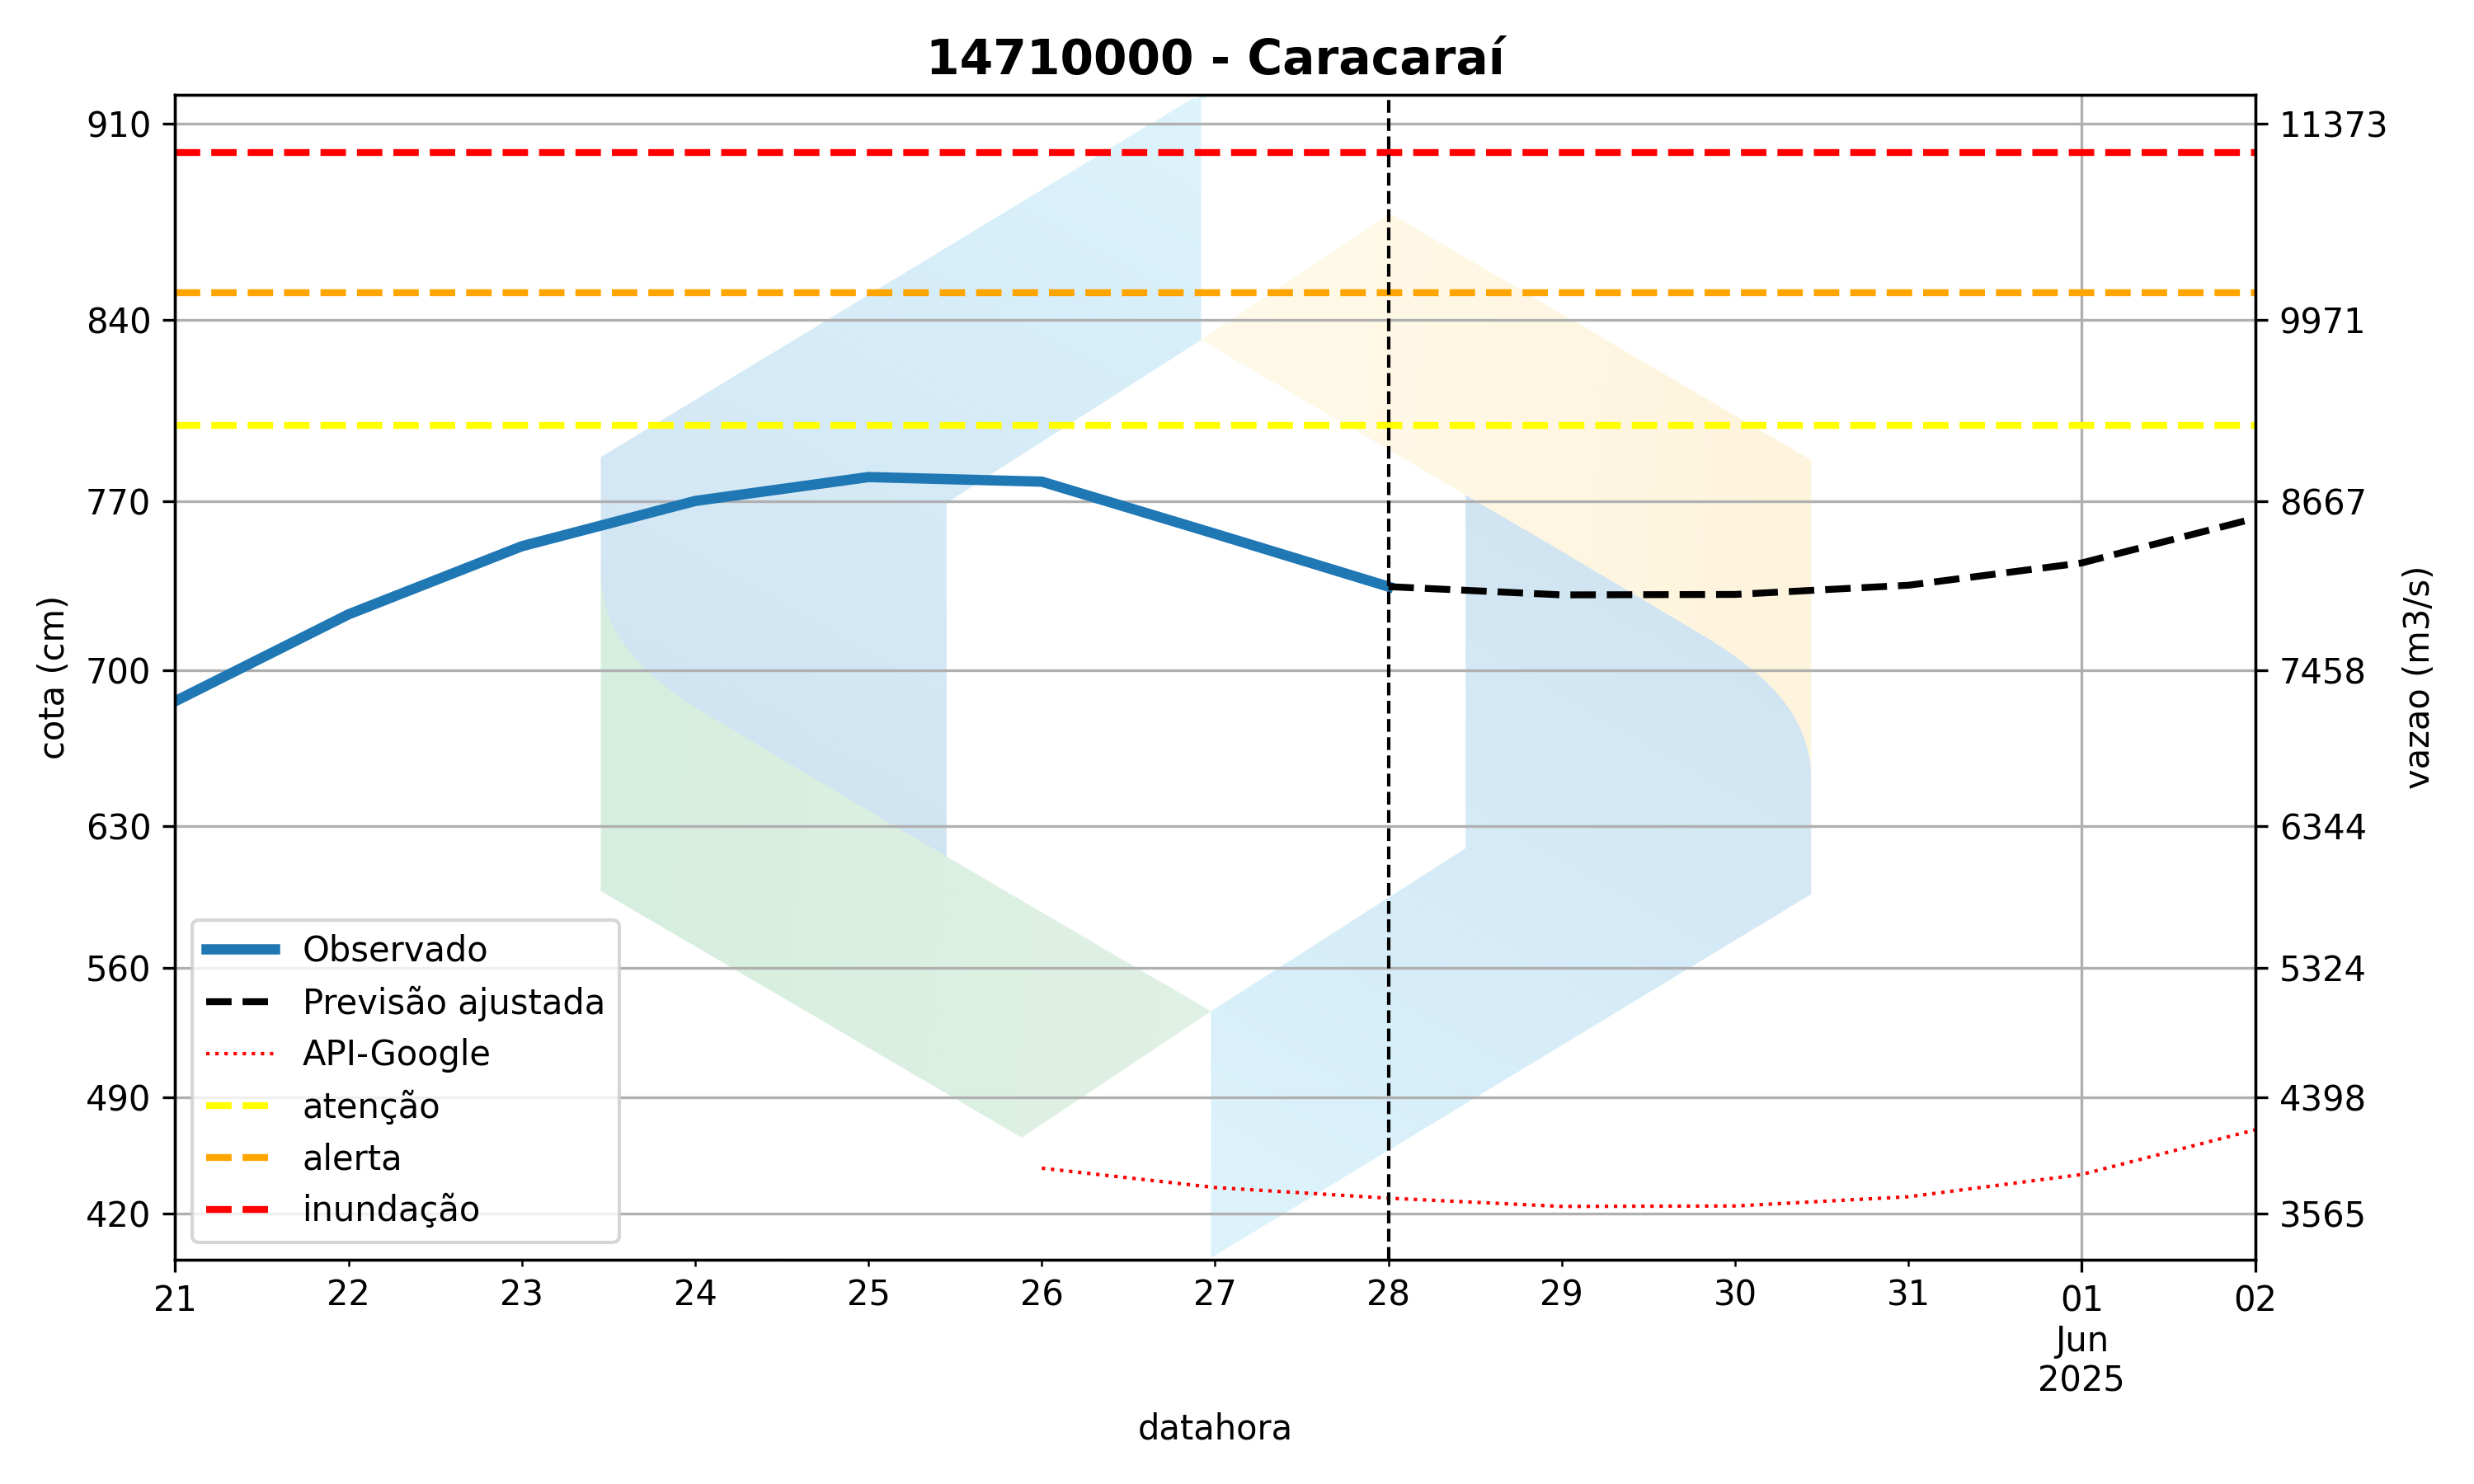 14710000 - Caracaraí
910
840
770
700
630
560
490
420
cota (cm)
11373
9971
8667
7458
6344
5324
4398
3565
vazao (m3/s)
Observado
Previsão ajustada
API-Google
atenção
alerta
inundação
21 22 23 24 25 26 27 28 29 30 31 01 02
Jun
2025
datahora